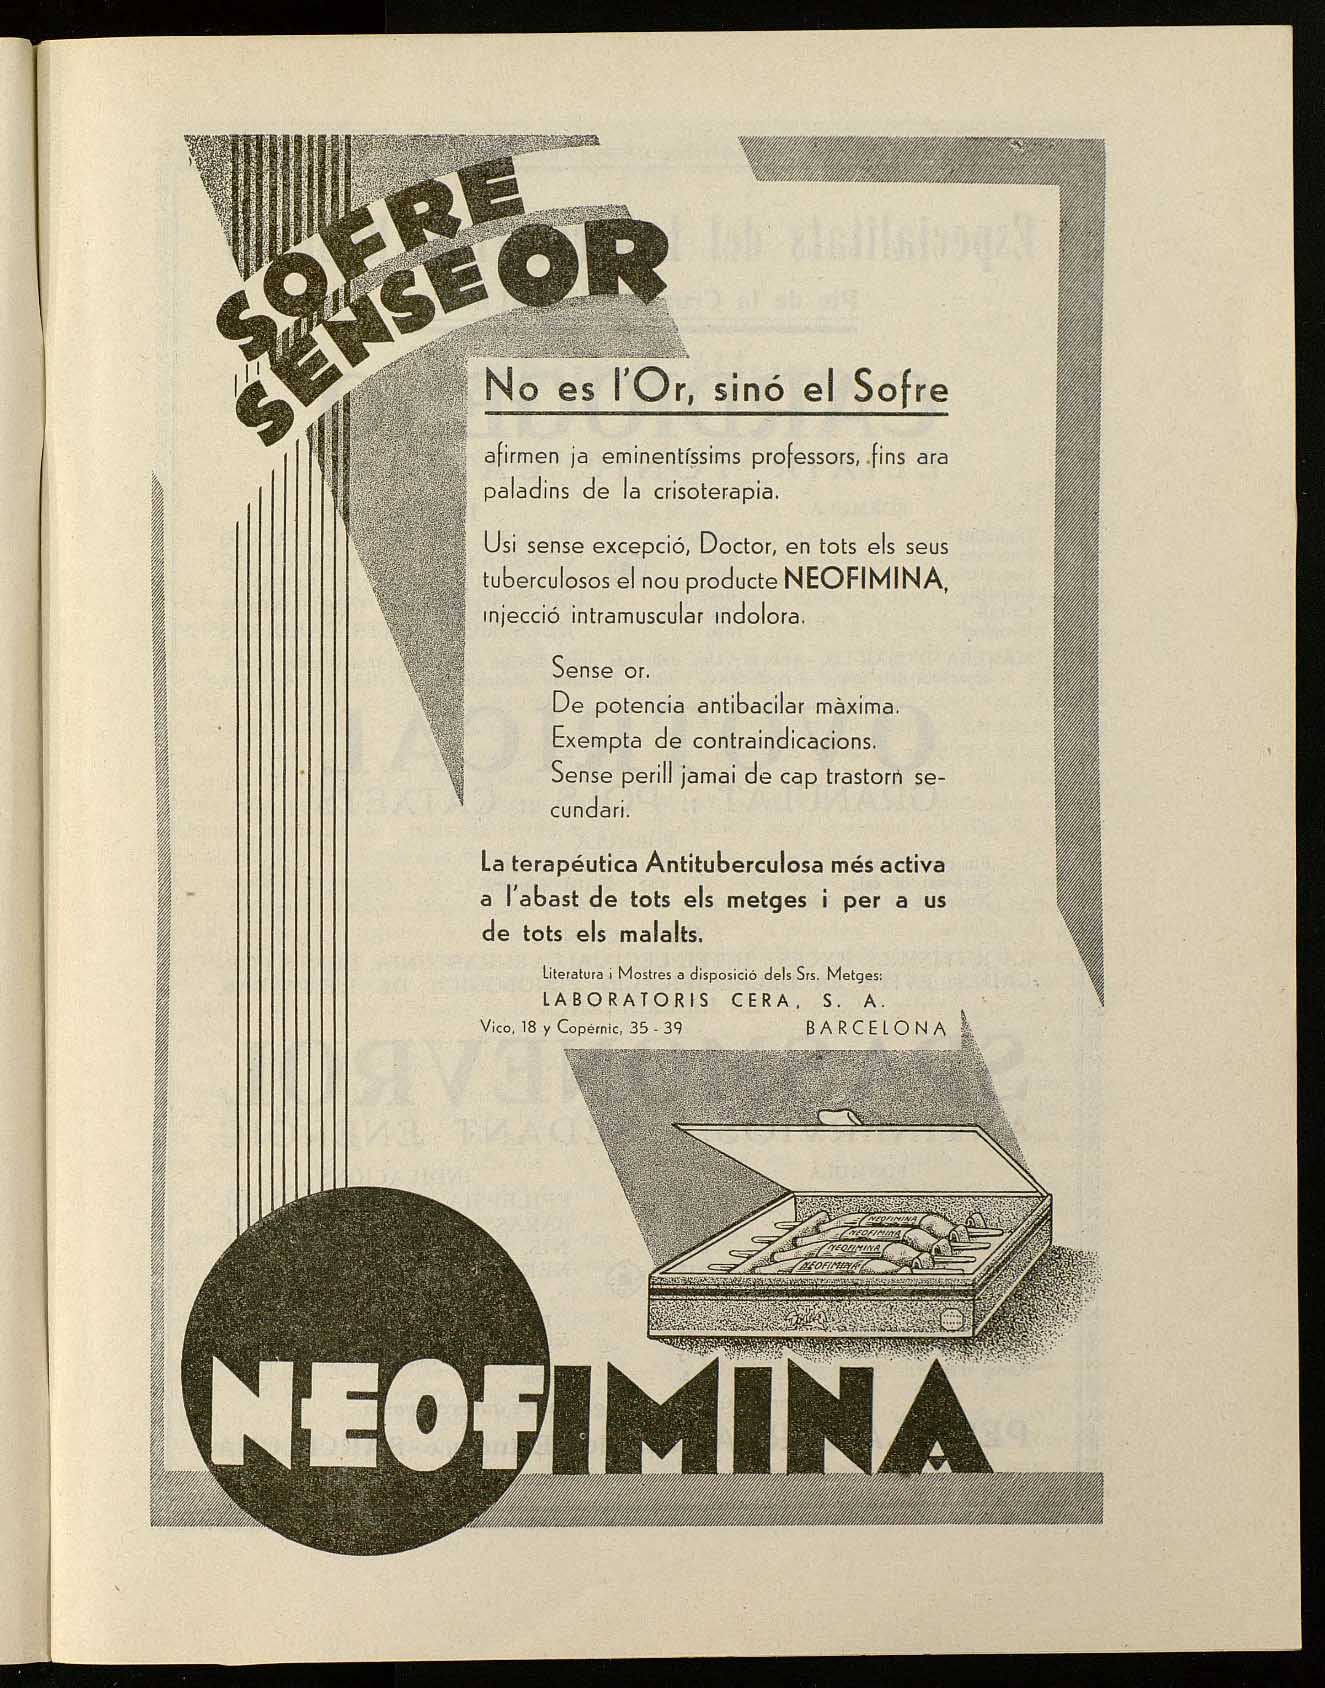 SOFRE
SENSE OR
No es l'Or, sinó el Sofre
afirmen ja eminentíssims professors, fins ara
paladins de la crisoterapia.
Usi sense excepció, Doctor, en tots els seus
tuberculosos el nou producte NEOFIMINA,
injecció intramuscular indolora.
Sense or.
De potencia antibacilar màxima.
Exempta de contraindicacions.
Sense perill jamai de cap trastorn se-
cundari.
La terapéutica Antituberculosa més activa
a l'abast de tots els metges i per a us
de tots els malalts.
Literatura i Mostres a disposició dels Srs. Metges:
LABORATORIS CERA, S. A.
Vico, 18 y Copérnic, 35 - 39 BARCELONA
NEOFIMINA
NEOFIMINA
NEOFIMINA
NEOFIMINA
NEOFIMINA